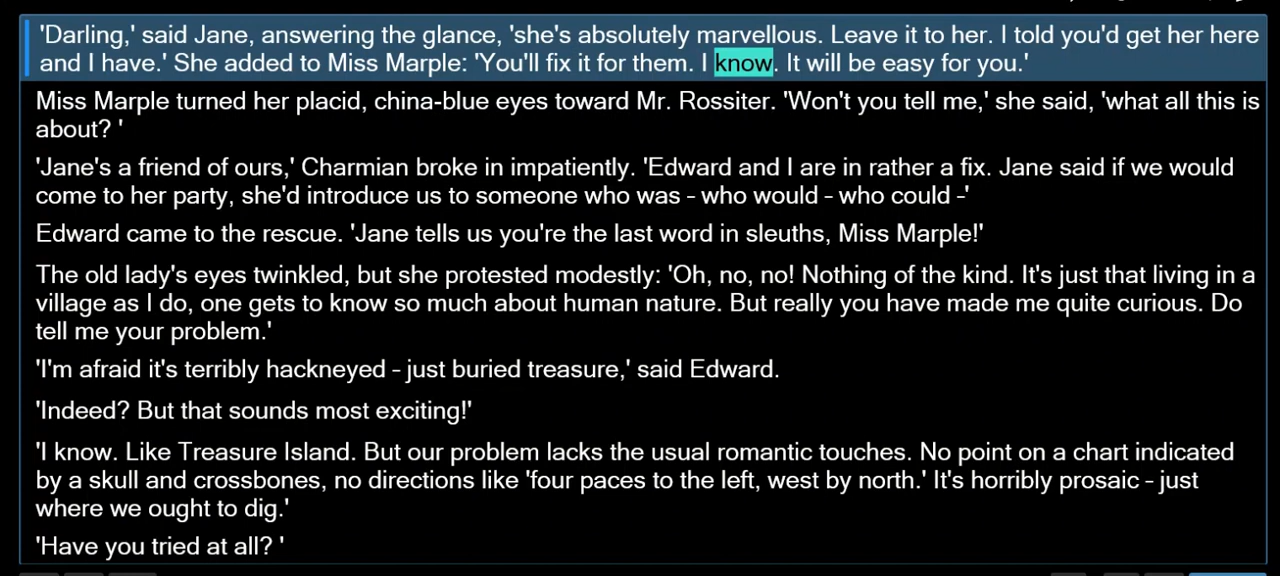 'Darling,' said Jane, answering the glance, 'she's absolutely marvellous. Leave it to her. I told you'd get her here
and I have.' She added to Miss Marple: 'You'll fix it for them. I know. It will be easy for you.'
Miss Marple turned her placid, china-blue eyes toward Mr. Rossiter. 'Won't you tell me,' she said, 'what all this is
about? '
'Jane's a friend of ours,' Charmian broke in impatiently. 'Edward and I are in rather a fix. Jane said if we would
come to her party, she'd introduce us to someone who was - who would - who could -'
Edward came to the rescue. 'Jane tells us you're the last word in sleuths, Miss Marple!'
The old lady's eyes twinkled, but she protested modestly: 'Oh, no, no! Nothing of the kind. It's just that living in a
village as I do, one gets to know so much about human nature. But really you have made me quite curious. Do
tell me your problem.'
'I'm afraid it's terribly hackneyed - just buried treasure,' said Edward.
'Indeed? But that sounds most exciting!'
'I know. Like Treasure Island. But our problem lacks the usual romantic touches. No point on a chart indicated
by a skull and crossbones, no directions like 'four paces to the left, west by north.' It's horribly prosaic - just
where we ought to dig.'
'Have you tried at all? '